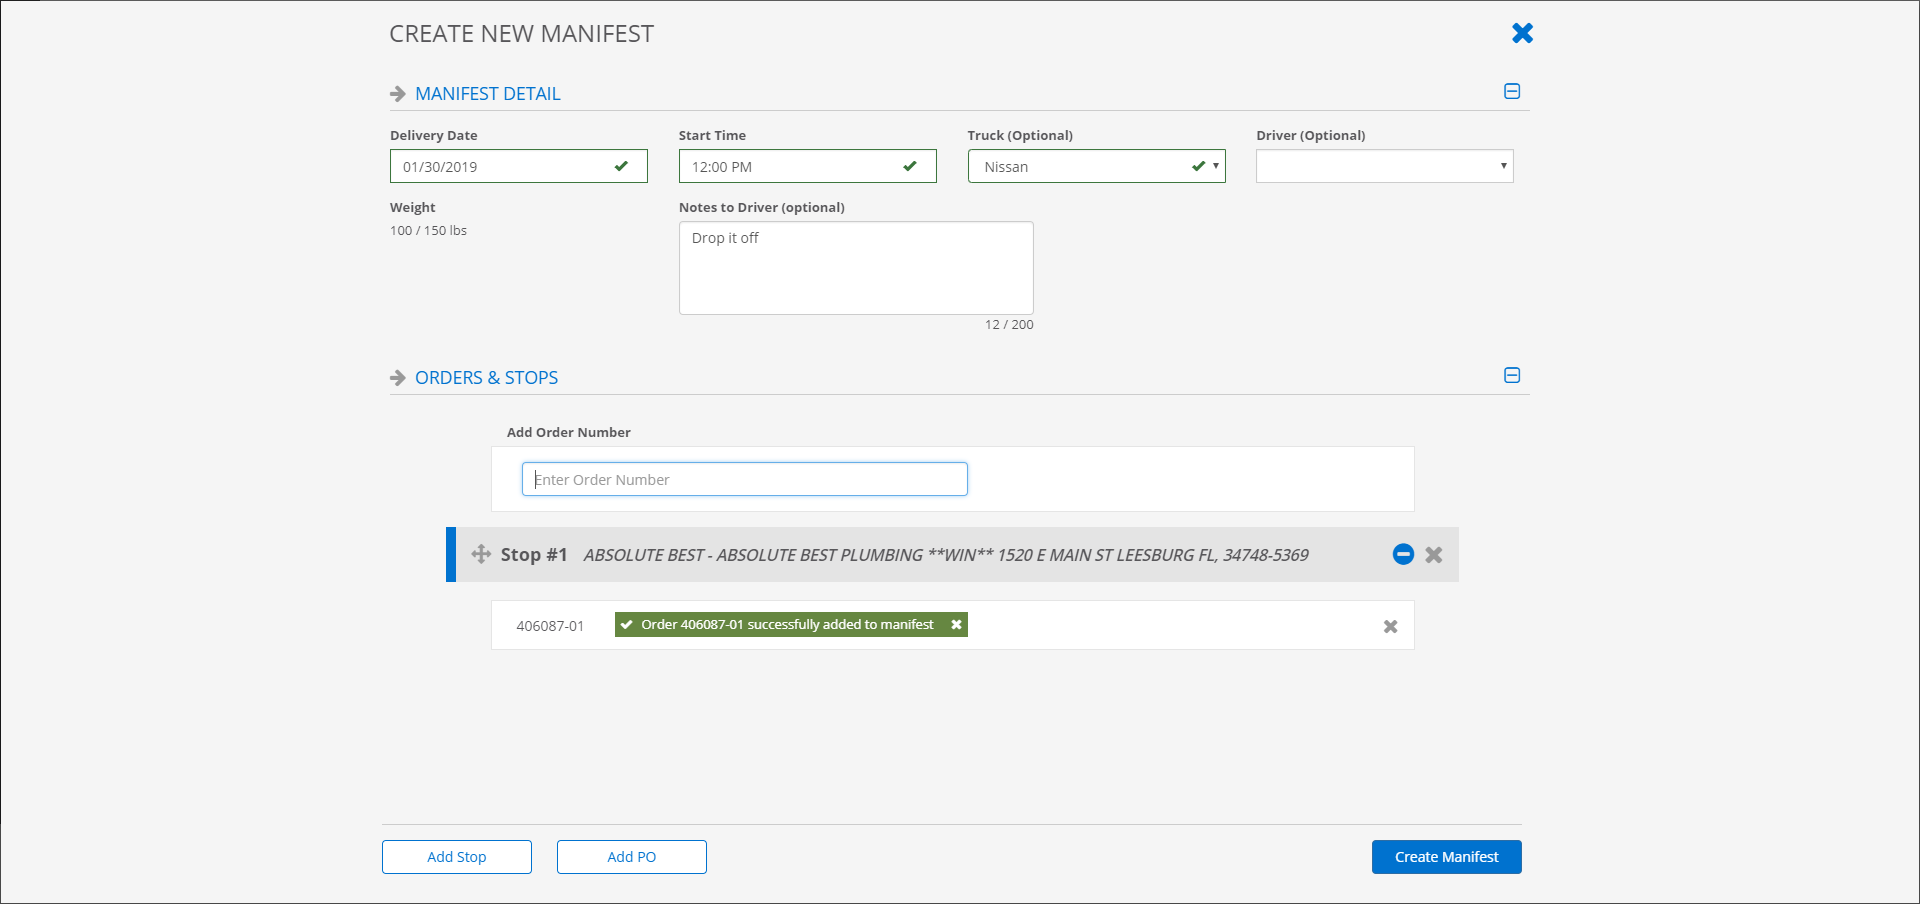 CREATE NEW MANIFEST
MANIFEST DETAIL
Delivery Date
Start Time
Truck (Optional)
Driver (Optional)
01/30/2019
12:00 PM
Nissan
Weight
Notes to Driver (optional)
100 / 150 lbs
Drop it off
12 / 200
ORDERS & STOPS
Add Order Number
Enter Order Number
Stop #1 ABSOLUTE BEST - ABSOLUTE BEST PLUMBING **WIN** 1520 E MAIN ST LEESBURG FL, 34748-5369
406087-01
Order 406087-01 successfully added to manifest
Add Stop
Add PO
Create Manifest